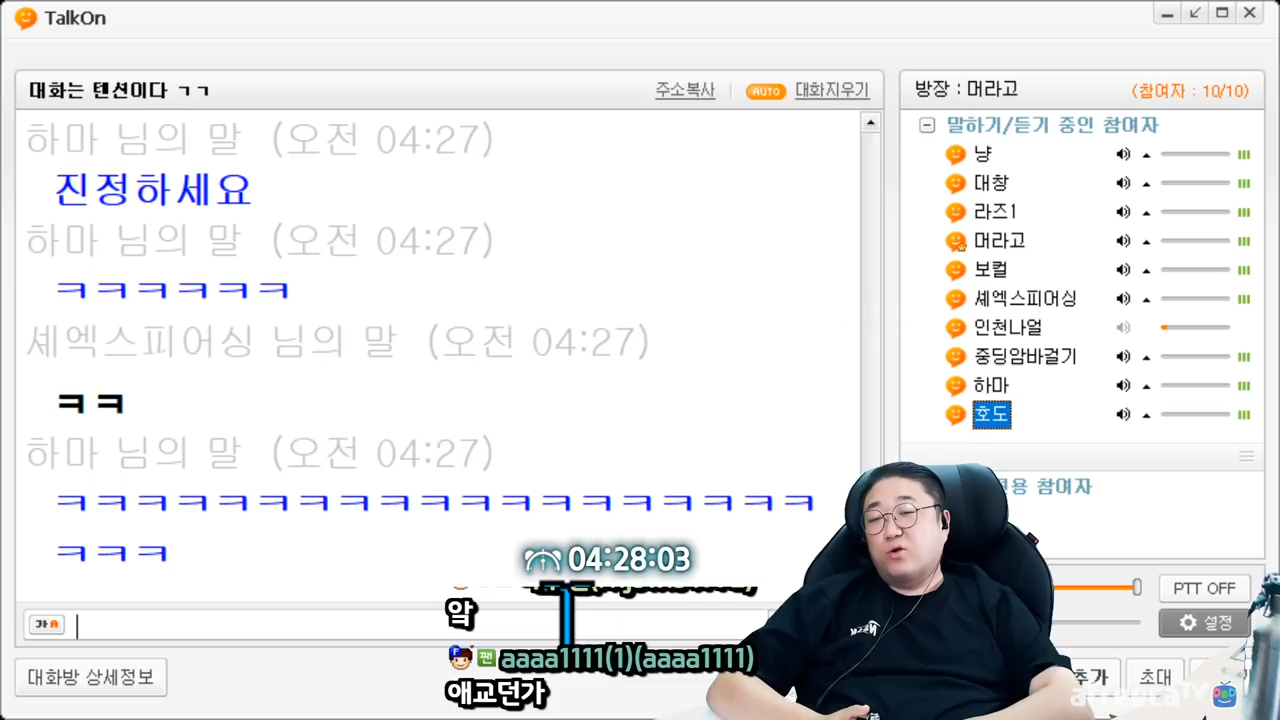 TalkOn
대화는 텐션이다 ㄱㄱ
주소복사
AUTO 대화지우기
하마 님의 말 (오전 04:27)
진정하세요
하마 님의 말 (오전 04:27)
ㅋㅋㅋㅋㅋㅋ
셰엑스피어싱 님의 말 (오전 04:27)
ㅋㅋ
하마 님의 말 (오전 04:27)
ㅋㅋㅋㅋㅋㅋㅋㅋㅋㅋㅋㅋㅋㅋㅋㅋㅋㅋㅋ
ㅋㅋㅋ
가A
대화방 상세정보
방장 : 머라고
(참여자 : 10/10)
말하기/듣기 중인 참여자
냥
대창
라즈1
머라고
보컬
셰엑스피어싱
인천나얼
중딩암바걸기
하마
호도
참여자
PTT OFF
설정
추가
초대
04:28:03
악
팬 aaaa1111(1)(aaaa1111)
애교던가